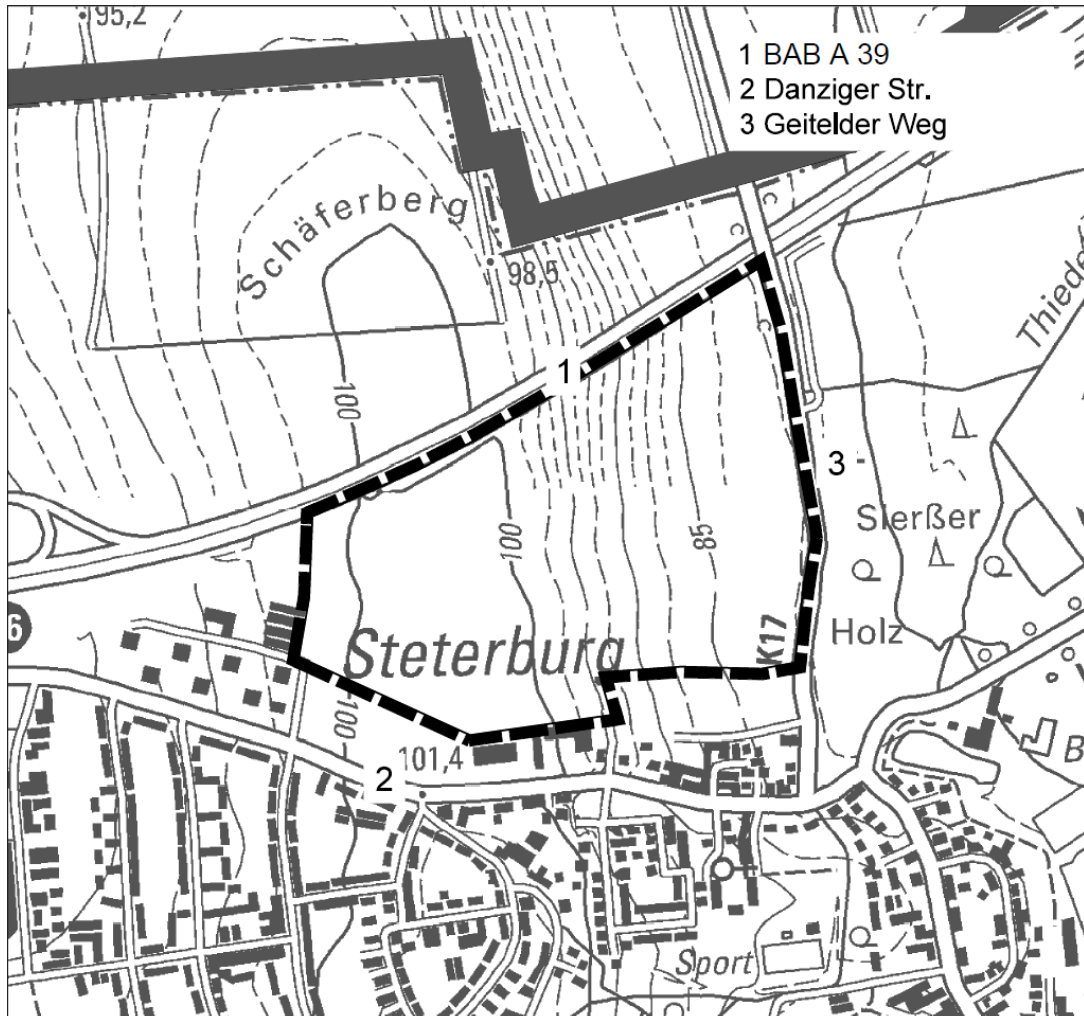 95,2
1 BAB A 39
2 Danziger Str.
3 Geitelder Weg
Schäferberg
98,5
Thiede
1
100
3
100
85
Sierßer
6
Holz
K17
Steterburg
100
101,4
2
B
Sport